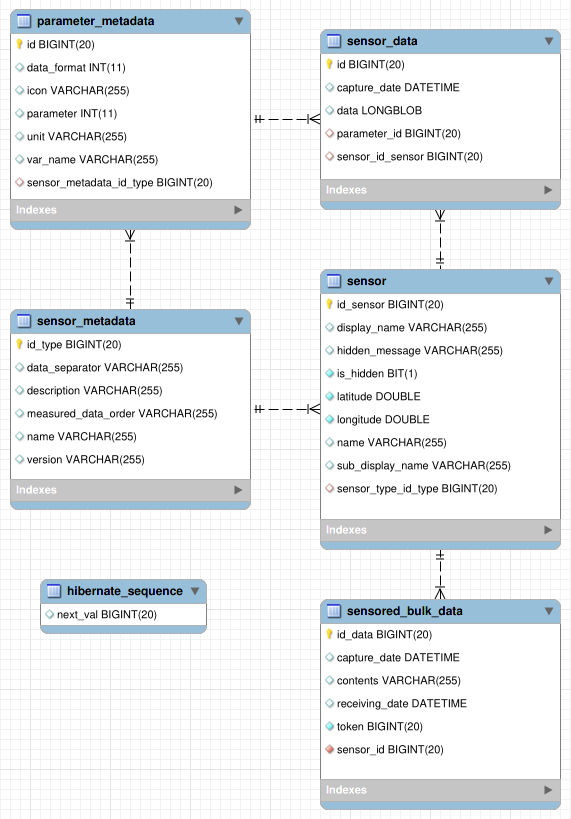 parameter_metadata
id BIGINT(20)
data_format INT(11)
icon VARCHAR(255)
parameter INT(11)
unit VARCHAR(255)
var_name VARCHAR(255)
sensor_metadata_id_type BIGINT(20)
Indexes
sensor_data
id BIGINT(20)
capture_date DATETIME
data LONGBLOB
parameter_id BIGINT(20)
sensor_id_sensor BIGINT(20)
Indexes
sensor_metadata
id_type BIGINT(20)
data_separator VARCHAR(255)
description VARCHAR(255)
measured_data_order VARCHAR(255)
name VARCHAR(255)
version VARCHAR(255)
Indexes
sensor
id_sensor BIGINT(20)
display_name VARCHAR(255)
hidden_message VARCHAR(255)
is_hidden BIT(1)
latitude DOUBLE
longitude DOUBLE
name VARCHAR(255)
sub_display_name VARCHAR(255)
sensor_type_id_type BIGINT(20)
Indexes
hibernate_sequence
next_val BIGINT(20)
sensored_bulk_data
id_data BIGINT(20)
capture_date DATETIME
contents VARCHAR(255)
receiving_date DATETIME
token BIGINT(20)
sensor_id BIGINT(20)
Indexes